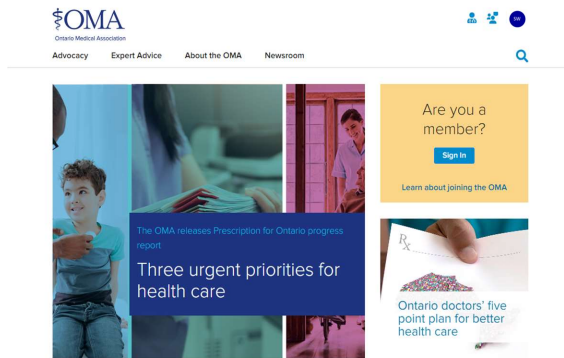 OMA
Ontario Medical Association
SW
Advocacy Expert Advice About the OMA Newsroom
Are you a
member?
Sign In
Learn about joining the OMA
The OMA releases Prescription for Ontario progress
report
Three urgent priorities for
health care
Rx
Ontario doctors' five
point plan for better
health care